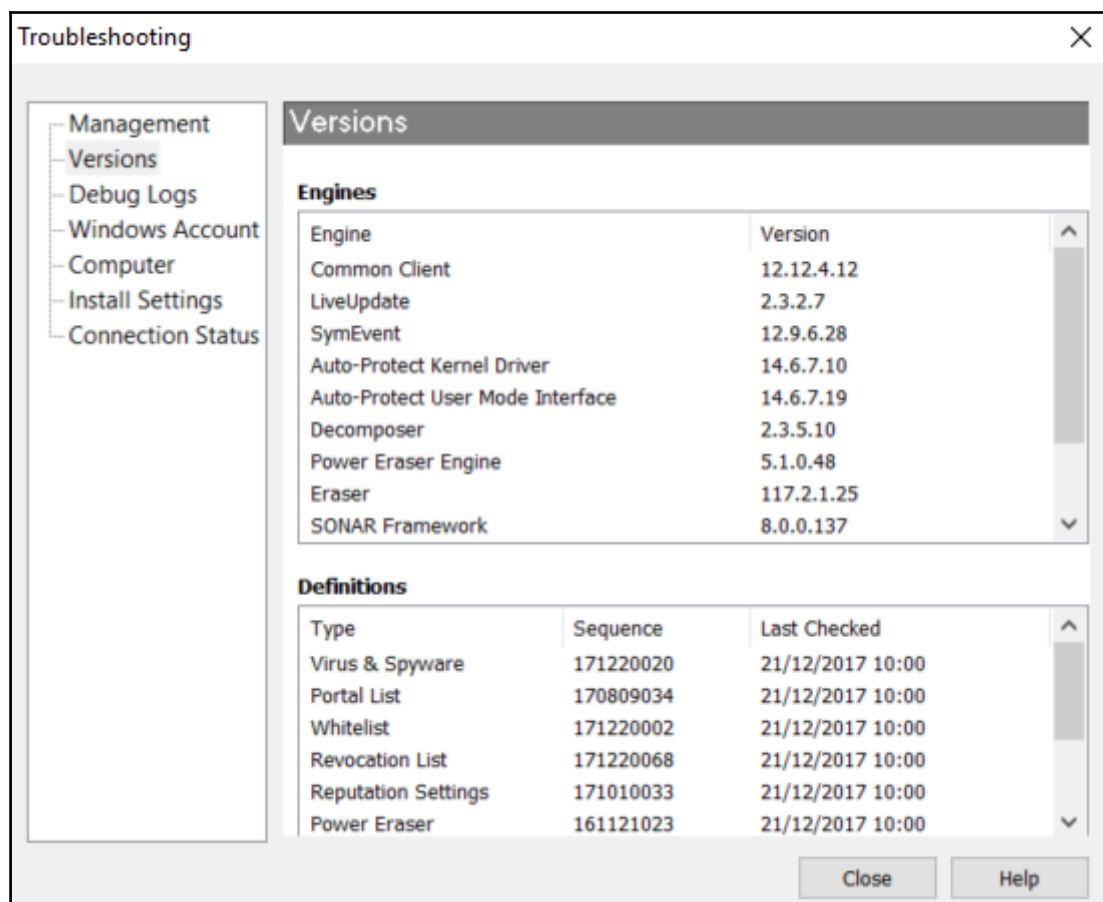 Troubleshooting
Management
Versions
Debug Logs
Windows Account
Computer
Install Settings
Connection Status
Versions
Engines
Engine Version
Common Client 12.12.4.12
LiveUpdate 2.3.2.7
SymEvent 12.9.6.28
Auto-Protect Kernel Driver 14.6.7.10
Auto-Protect User Mode Interface 14.6.7.19
Decomposer 2.3.5.10
Power Eraser Engine 5.1.0.48
Eraser 117.2.1.25
SONAR Framework 8.0.0.137
Definitions
Type Sequence Last Checked
Virus & Spyware 171220020 21/12/2017 10:00
Portal List 170809034 21/12/2017 10:00
Whitelist 171220002 21/12/2017 10:00
Revocation List 171220068 21/12/2017 10:00
Reputation Settings 171010033 21/12/2017 10:00
Power Eraser 161121023 21/12/2017 10:00
Close Help